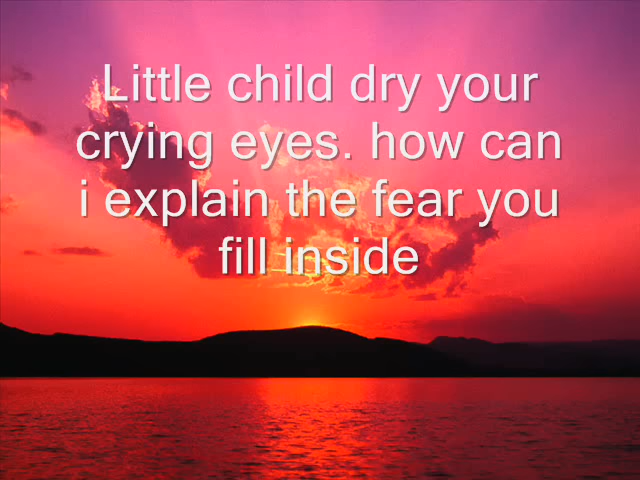 Little child dry your
crying eyes. how can
i explain the fear you
fill inside